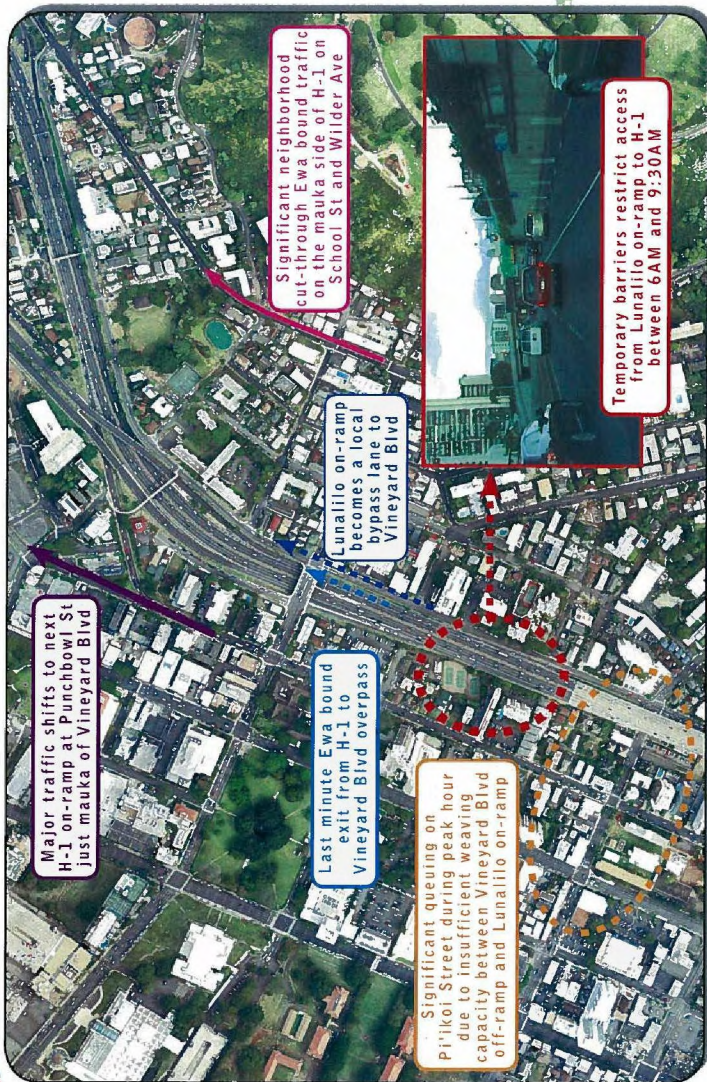 Major traffic shifts to next
H-1 on-ramp at Punchbowl St
just mauka of Vineyard Blvd
Significant neighborhood
cut-through Ewa bound traffic
on the mauka side of H-1 on
School St and Wilder Ave
Last minute Ewa bound
exit from H-1 to
Vineyard Blvd overpass
Lunalilo on-ramp
becomes a local
bypass lane to
Vineyard Blvd
Significant queuing on
Pi'ikoi Street during peak hour
due to insufficient weaving
capacity between Vineyard Blvd
off-ramp and Lunalilo on-ramp
Temporary barriers restrict access
from Lunalilo on-ramp to H-1
between 6AM and 9:30AM